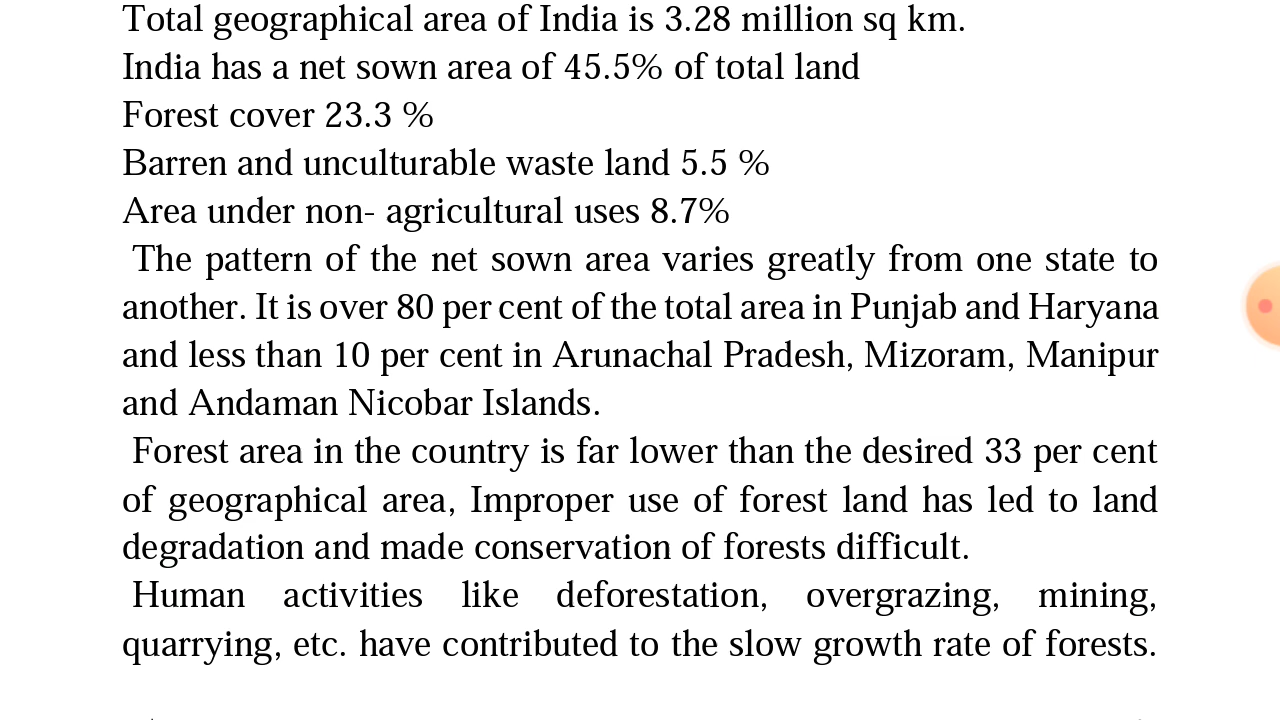 Total geographical area of India is 3.28 million sq km.
India has a net sown area of 45.5% of total land
Forest cover 23.3 %
Barren and unculturable waste land 5.5 %
Area under non- agricultural uses 8.7%
The pattern of the net sown area varies greatly from one state to
another. It is over 80 per cent of the total area in Punjab and Haryana
and less than 10 per cent in Arunachal Pradesh, Mizoram, Manipur
and Andaman Nicobar Islands.
Forest area in the country is far lower than the desired 33 per cent
of geographical area, Improper use of forest land has led to land
degradation and made conservation of forests difficult.
Human activities like deforestation, overgrazing, mining,
quarrying, etc. have contributed to the slow growth rate of forests.